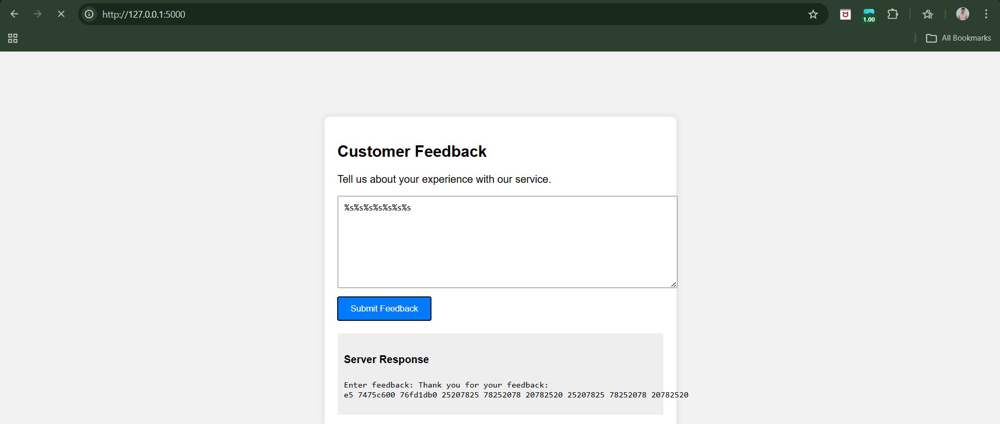 http://127.0.0.1:5000
1.00
All Bookmarks
Customer Feedback
Tell us about your experience with our service.
%s%s%s%s%s%s%s
Submit Feedback
Server Response
Enter feedback: Thank you for your feedback:
e5 7475c600 76fd1db0 25207825 78252078 20782520 25207825 78252078 20782520